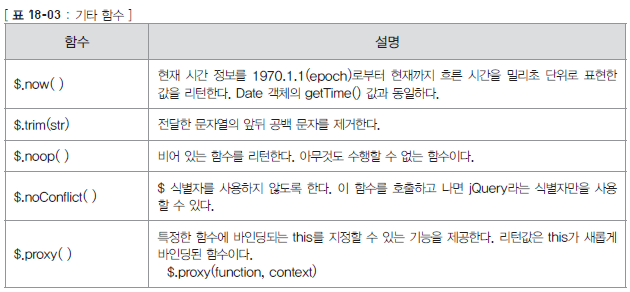 [ 표 18-03 : 기타 함수 ]
함수 설명
$.now( ) 현재 시간 정보를 1970.1.1(epoch)로부터 현재까지 흐른 시간을 밀리초 단위로 표현한
값을 리턴한다. Date 객체의 getTime() 값과 동일하다.
$.trim(str) 전달한 문자열의 앞뒤 공백 문자를 제거한다.
$.noop( ) 비어 있는 함수를 리턴한다. 아무것도 수행할 수 없는 함수이다.
$.noConflict( ) $ 식별자를 사용하지 않도록 한다. 이 함수를 호출하고 나면 jQuery라는 식별자만을 사용
할 수 있다.
$.proxy( ) 특정한 함수에 바인딩되는 this를 지정할 수 있는 기능을 제공한다. 리턴값은 this가 새롭게
바인딩된 함수이다.
$.proxy(function, context)